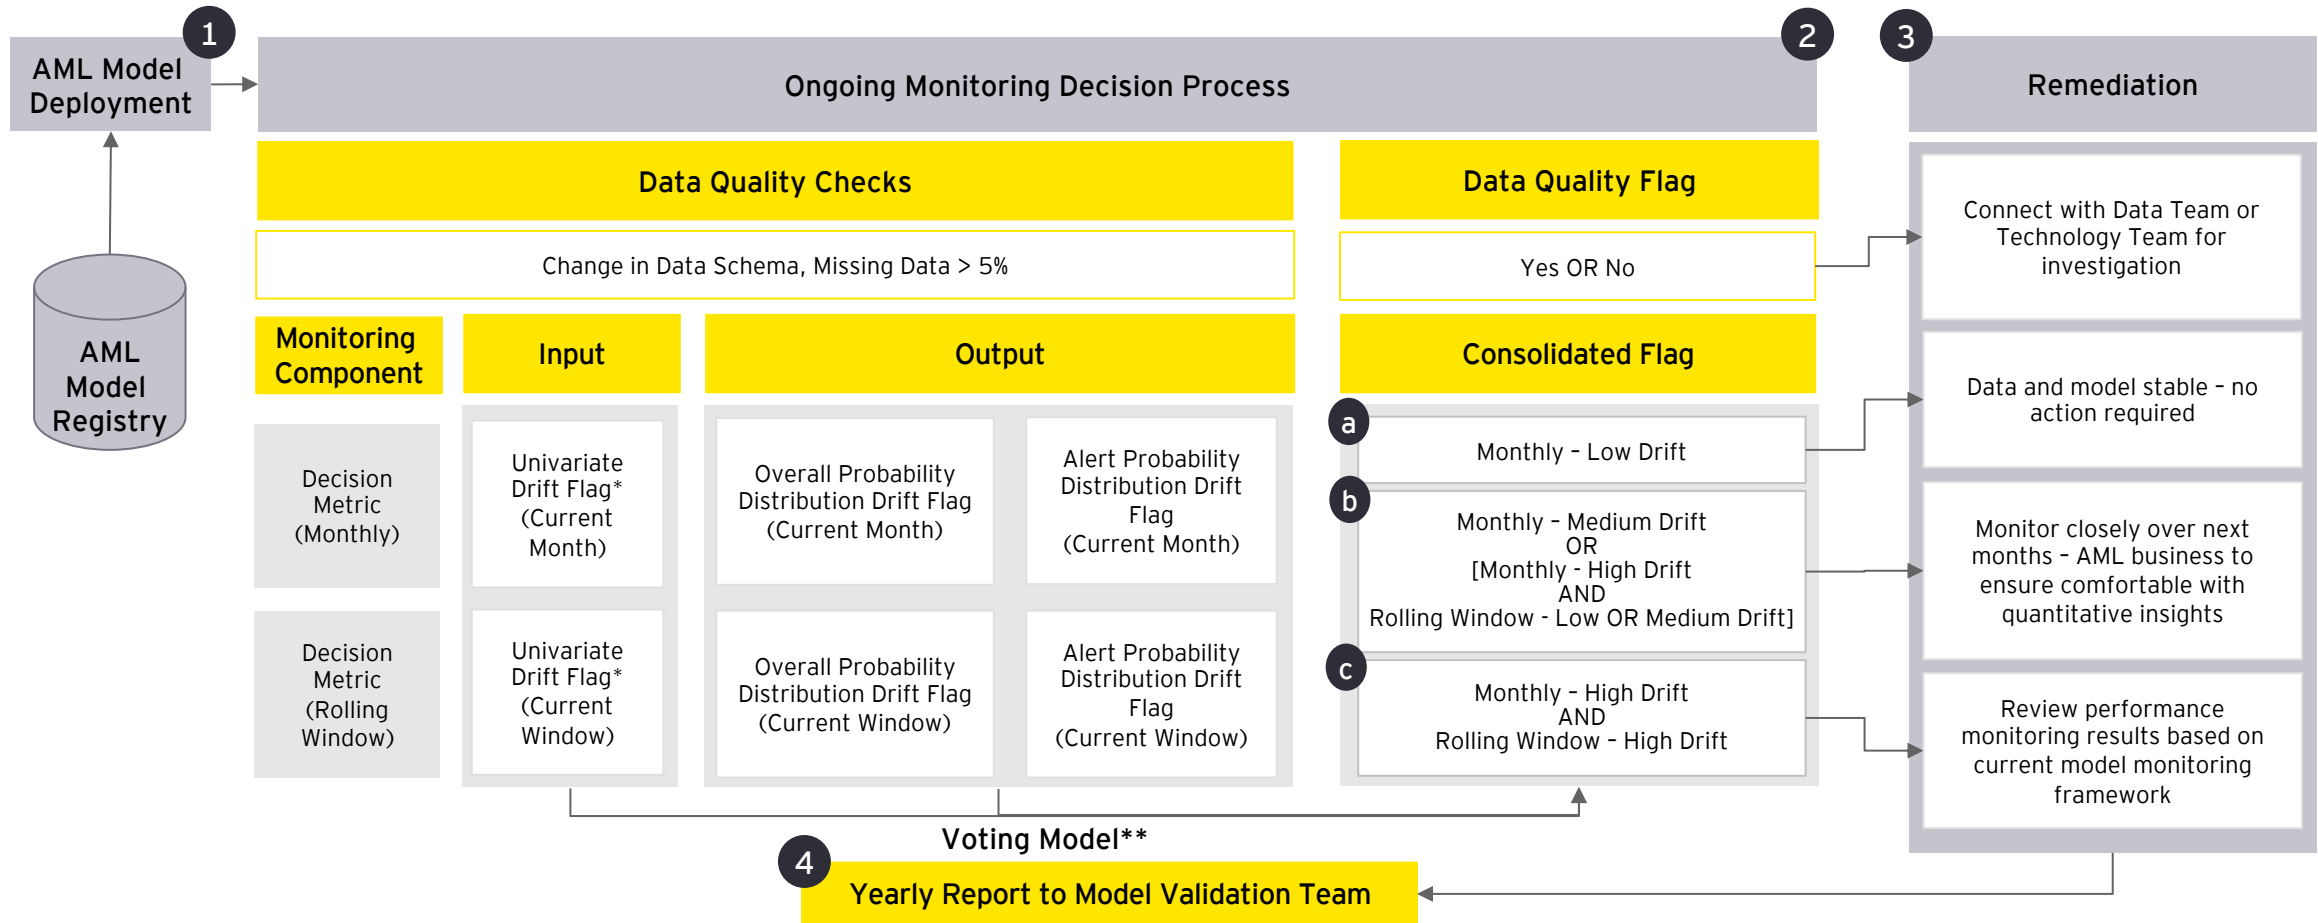 1
AML Model
Deployment
AML
Model
Registry
2
Ongoing Monitoring Decision Process
Data Quality Checks
Change in Data Schema, Missing Data > 5%
Data Quality Flag
Yes OR No
Monitoring
Component
Input
Output
Consolidated Flag
Decision
Metric
(Monthly)
Univariate
Drift Flag*
(Current
Month)
Overall Probability
Distribution Drift Flag
(Current Month)
Alert Probability
Distribution Drift
Flag
(Current Month)
Decision
Metric
(Rolling
Window)
Univariate
Drift Flag*
(Current
Window)
Overall Probability
Distribution Drift Flag
(Current Window)
Alert Probability
Distribution Drift
Flag
(Current Window)
a
Monthly – Low Drift
b
Monthly – Medium Drift
OR
[Monthly - High Drift
AND
Rolling Window - Low OR Medium Drift]
c
Monthly – High Drift
AND
Rolling Window – High Drift
Voting Model**
3
Remediation
Connect with Data Team or
Technology Team for
investigation
Data and model stable – no
action required
Monitor closely over next
months – AML business to
ensure comfortable with
quantitative insights
Review performance
monitoring results based on
current model monitoring
framework
4
Yearly Report to Model Validation Team